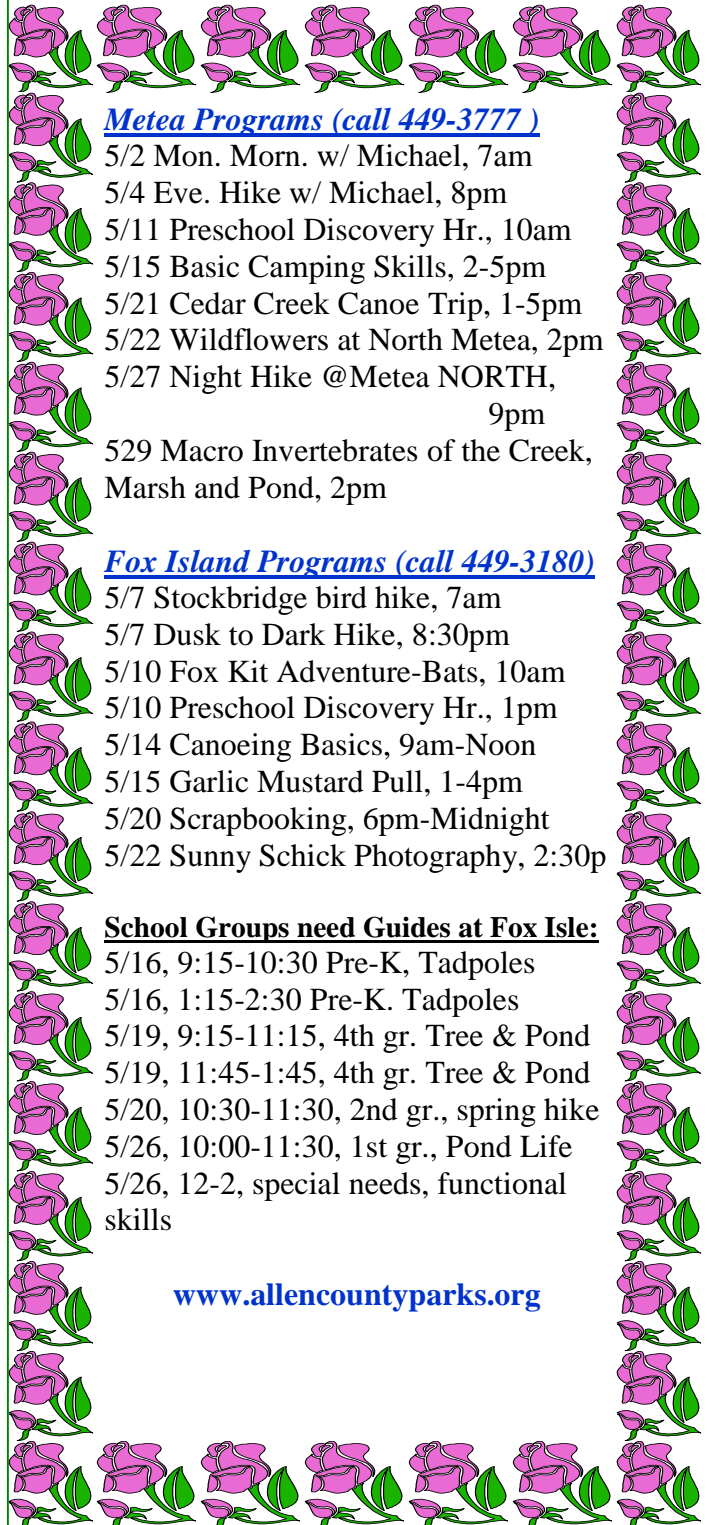 Metea Programs (call 449-3777 )
5/2 Mon. Morn. w/ Michael, 7am
5/4 Eve. Hike w/ Michael, 8pm
5/11 Preschool Discovery Hr., 10am
5/15 Basic Camping Skills, 2-5pm
5/21 Cedar Creek Canoe Trip, 1-5pm
5/22 Wildflowers at North Metea, 2pm
5/27 Night Hike @Metea NORTH,
9pm
529 Macro Invertebrates of the Creek,
Marsh and Pond, 2pm
Fox Island Programs (call 449-3180)
5/7 Stockbridge bird hike, 7am
5/7 Dusk to Dark Hike, 8:30pm
5/10 Fox Kit Adventure-Bats, 10am
5/10 Preschool Discovery Hr., 1pm
5/14 Canoeing Basics, 9am-Noon
5/15 Garlic Mustard Pull, 1-4pm
5/20 Scrapbooking, 6pm-Midnight
5/22 Sunny Schick Photography, 2:30p
School Groups need Guides at Fox Isle:
5/16, 9:15-10:30 Pre-K, Tadpoles
5/16, 1:15-2:30 Pre-K. Tadpoles
5/19, 9:15-11:15, 4th gr. Tree & Pond
5/19, 11:45-1:45, 4th gr. Tree & Pond
5/20, 10:30-11:30, 2nd gr., spring hike
5/26, 10:00-11:30, 1st gr., Pond Life
5/26, 12-2, special needs, functional
skills
www.allencountyparks.org